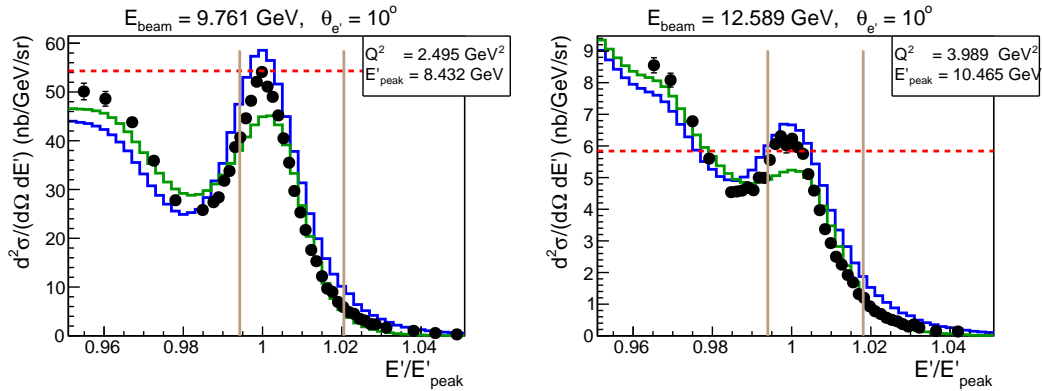 E_beam = 9.761 GeV, θ_e' = 10°
d²σ/(dΩ dE') (nb/GeV/sr)
60
50
40
30
20
10
0
Q² = 2.495 GeV²
E'_peak = 8.432 GeV
0.96 0.98 1 1.02 1.04
E'/E'_peak
E_beam = 12.589 GeV, θ_e' = 10°
d²σ/(dΩ dE') (nb/GeV/sr)
9
8
7
6
5
4
3
2
1
0
Q² = 3.989 GeV²
E'_peak = 10.465 GeV
0.96 0.98 1 1.02 1.04
E'/E'_peak